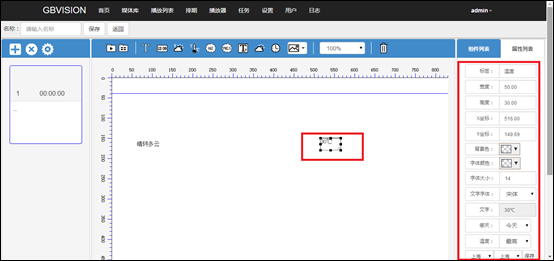 GBVISION 首页 媒体库 播放列表 排期 播放器 任务 设置 用户 日志 admin
名称： 请输入名称 保存 返回
100% 组件列表 属性列表
0 50 100 150 200 250 300 350 400 450 500 550 600 650 700 750 800
1 00:00:00
...
0 50 100 150 200 250 300 350 400 450
晴转多云
30℃
标签： 温度
宽度： 50.00
高度： 30.00
X坐标： 516.00
Y坐标： 149.69
背景色：
字体颜色：
字体大小： 14
文字字体： 宋体
文字： 30℃
哪天： 今天
温度： 最高
上海 上海 保存